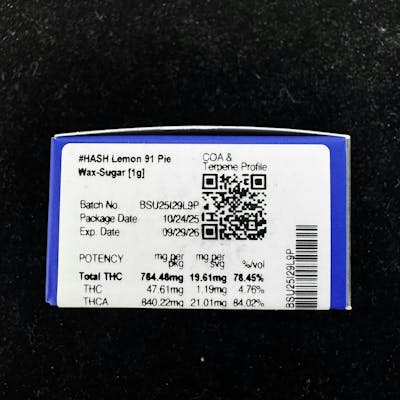 #HASH Lemon 91 Pie
Wax-Sugar [1g]
COA &
Terpene Profile
Batch No. BSU25I29L9P
Package Date 10/24/25
Exp. Date 09/29/26
POTENCY mg per pkg mg per svg %/vol
Total THC 784.48mg 19.61mg 78.45%
THC 47.61mg 1.19mg 4.76%
THCA 840.22mg 21.01mg 84.02%
BSU25I29L9P